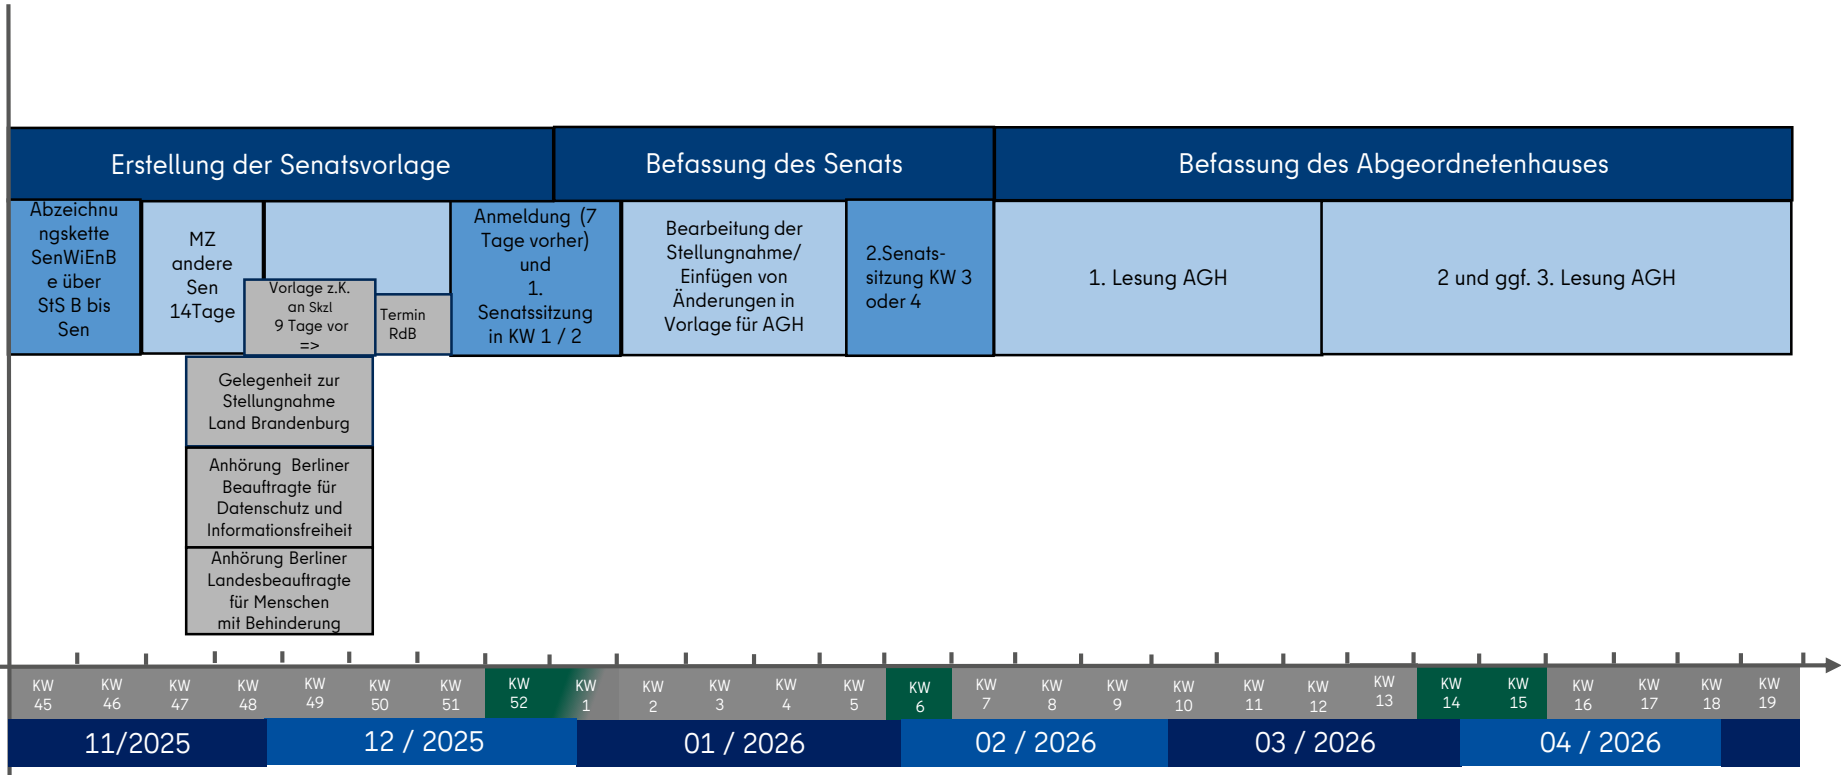 Erstellung der Senatsvorlage
Befassung des Senats
Befassung des Abgeordnetenhauses
Abzeichnu
ngskette
SenWiEnB
e über
StS B bis
Sen
MZ
andere
Sen
14Tage
Vorlage z.K.
an Skzl
9 Tage vor
=>
Termin
RdB
Anmeldung (7
Tage vorher)
und
1.
Senatssitzung
in KW 1 / 2
Bearbeitung der
Stellungnahme/
Einfügen von
Änderungen in
Vorlage für AGH
2.Senats-
sitzung KW 3
oder 4
1. Lesung AGH
2 und ggf. 3. Lesung AGH
Gelegenheit zur
Stellungnahme
Land Brandenburg
Anhörung Berliner
Beauftragte für
Datenschutz und
Informationsfreiheit
Anhörung Berliner
Landesbeauftragte
für Menschen
mit Behinderung
KW
45
KW
46
KW
47
KW
48
KW
49
KW
50
KW
51
KW
52
KW
1
KW
2
KW
3
KW
4
KW
5
KW
6
KW
7
KW
8
KW
9
KW
10
KW
11
KW
12
KW
13
KW
14
KW
15
KW
16
KW
17
KW
18
KW
19
11/2025
12 / 2025
01 / 2026
02 / 2026
03 / 2026
04 / 2026